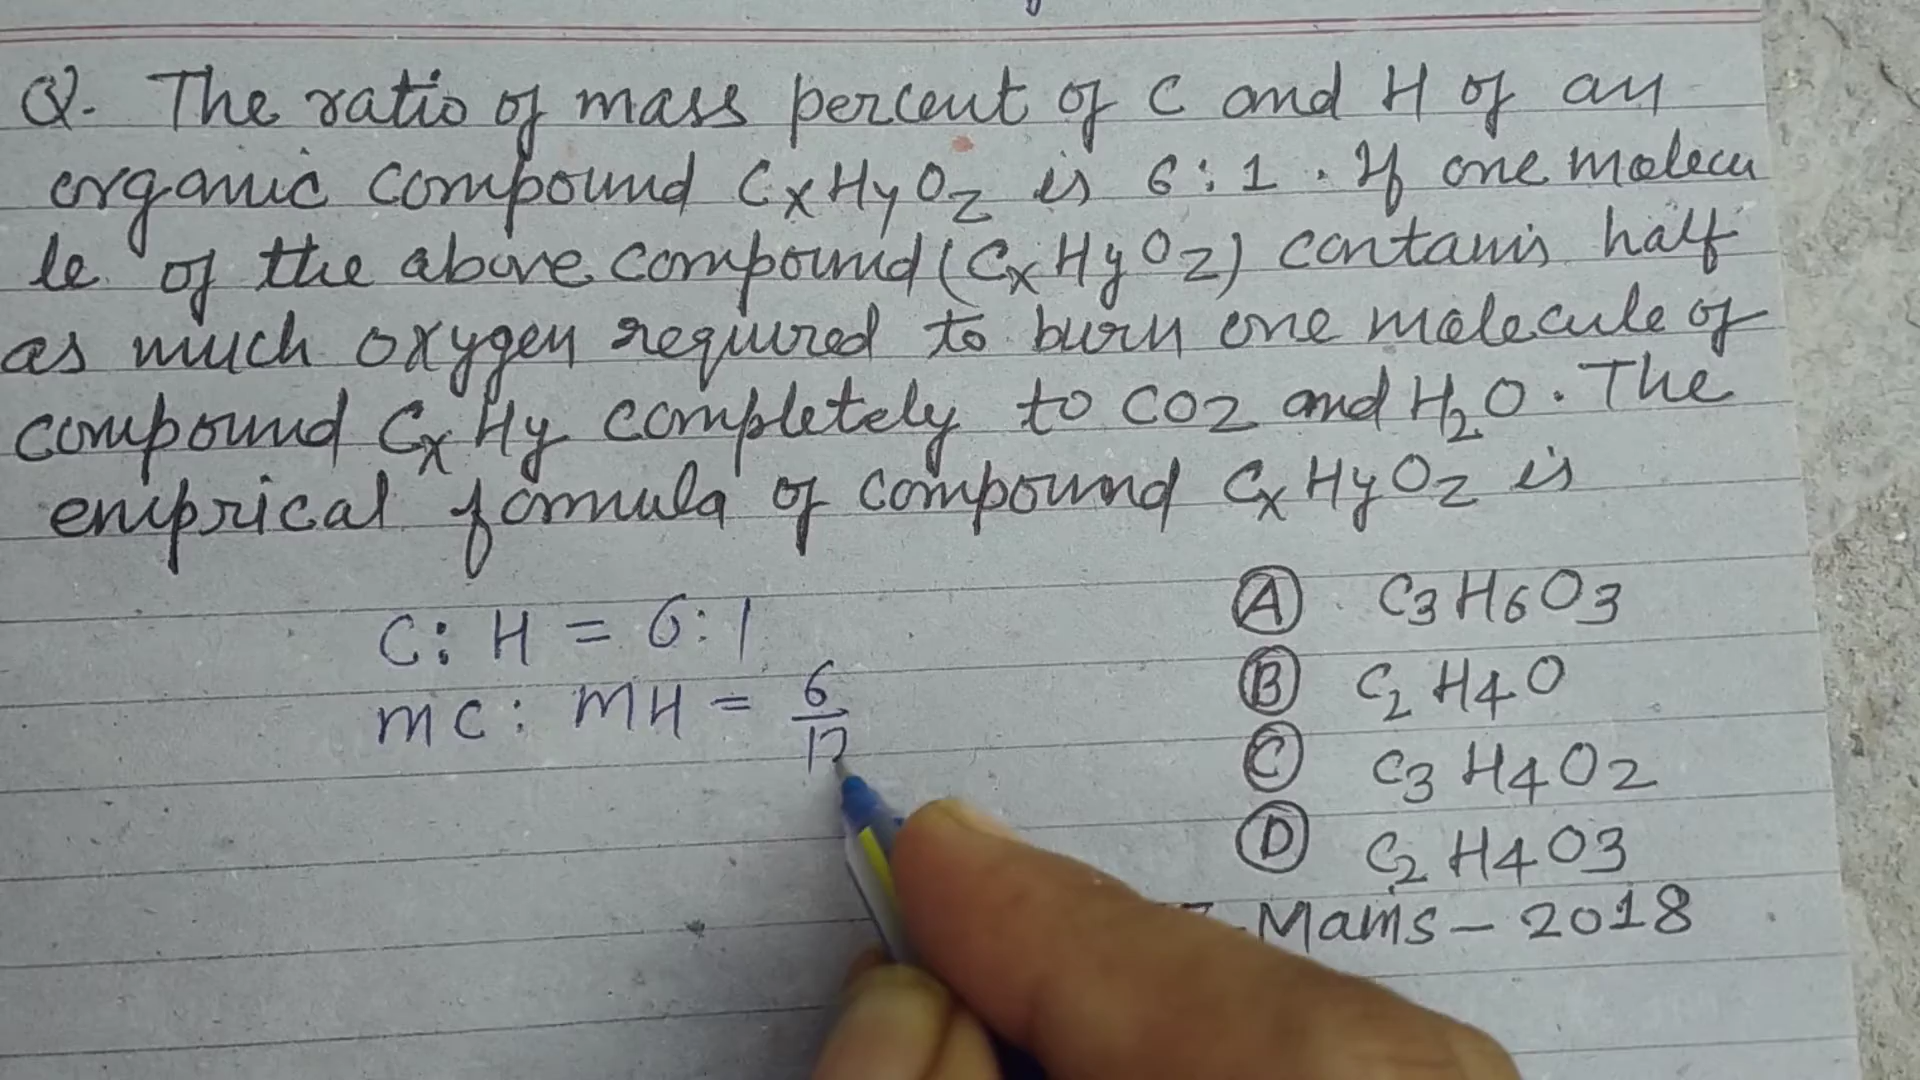 Q. The ratio of mass percent of C and H of an
organic compound CxHyOz is 6:1. If one molecu
le of the above compound (CxHyOz) contains half
as much oxygen required to burn one molecule of
compound CxHy completely to CO2 and H2O. The
emiprical formula of compound CxHyOz is
C: H = 6:1
mC: mH = 6/12
A C3H6O3
B C2H4O
C C3H4O2
D C2H4O3
-Mains-2018